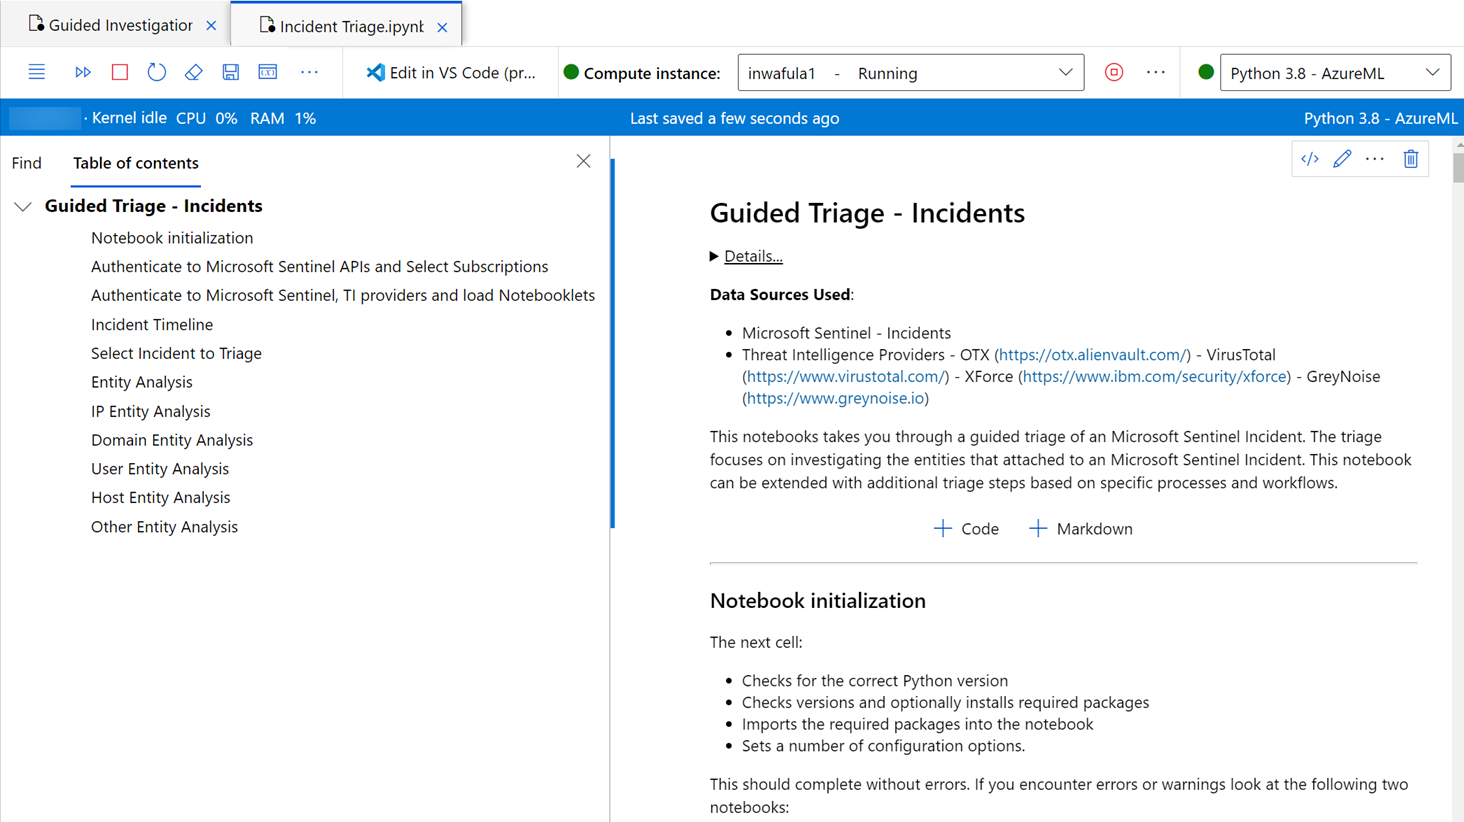 Guided Investigation
Incident Triage.ipynb
Edit in VS Code (pr...
Compute instance:
inwafula1 - Running
Python 3.8 - AzureML
· Kernel idle CPU 0% RAM 1%
Last saved a few seconds ago
Python 3.8 - AzureML
Find
Table of contents
Guided Triage - Incidents
Notebook initialization
Authenticate to Microsoft Sentinel APIs and Select Subscriptions
Authenticate to Microsoft Sentinel, TI providers and load Notebooklets
Incident Timeline
Select Incident to Triage
Entity Analysis
IP Entity Analysis
Domain Entity Analysis
User Entity Analysis
Host Entity Analysis
Other Entity Analysis
Guided Triage - Incidents
Details...
Data Sources Used:
• Microsoft Sentinel - Incidents
• Threat Intelligence Providers - OTX (https://otx.alienvault.com/) - VirusTotal
(https://www.virustotal.com/) - XForce (https://www.ibm.com/security/xforce) - GreyNoise
(https://www.greynoise.io)
This notebooks takes you through a guided triage of an Microsoft Sentinel Incident. The triage
focuses on investigating the entities that attached to an Microsoft Sentinel Incident. This notebook
can be extended with additional triage steps based on specific processes and workflows.
+ Code + Markdown
Notebook initialization
The next cell:
• Checks for the correct Python version
• Checks versions and optionally installs required packages
• Imports the required packages into the notebook
• Sets a number of configuration options.
This should complete without errors. If you encounter errors or warnings look at the following two
notebooks: